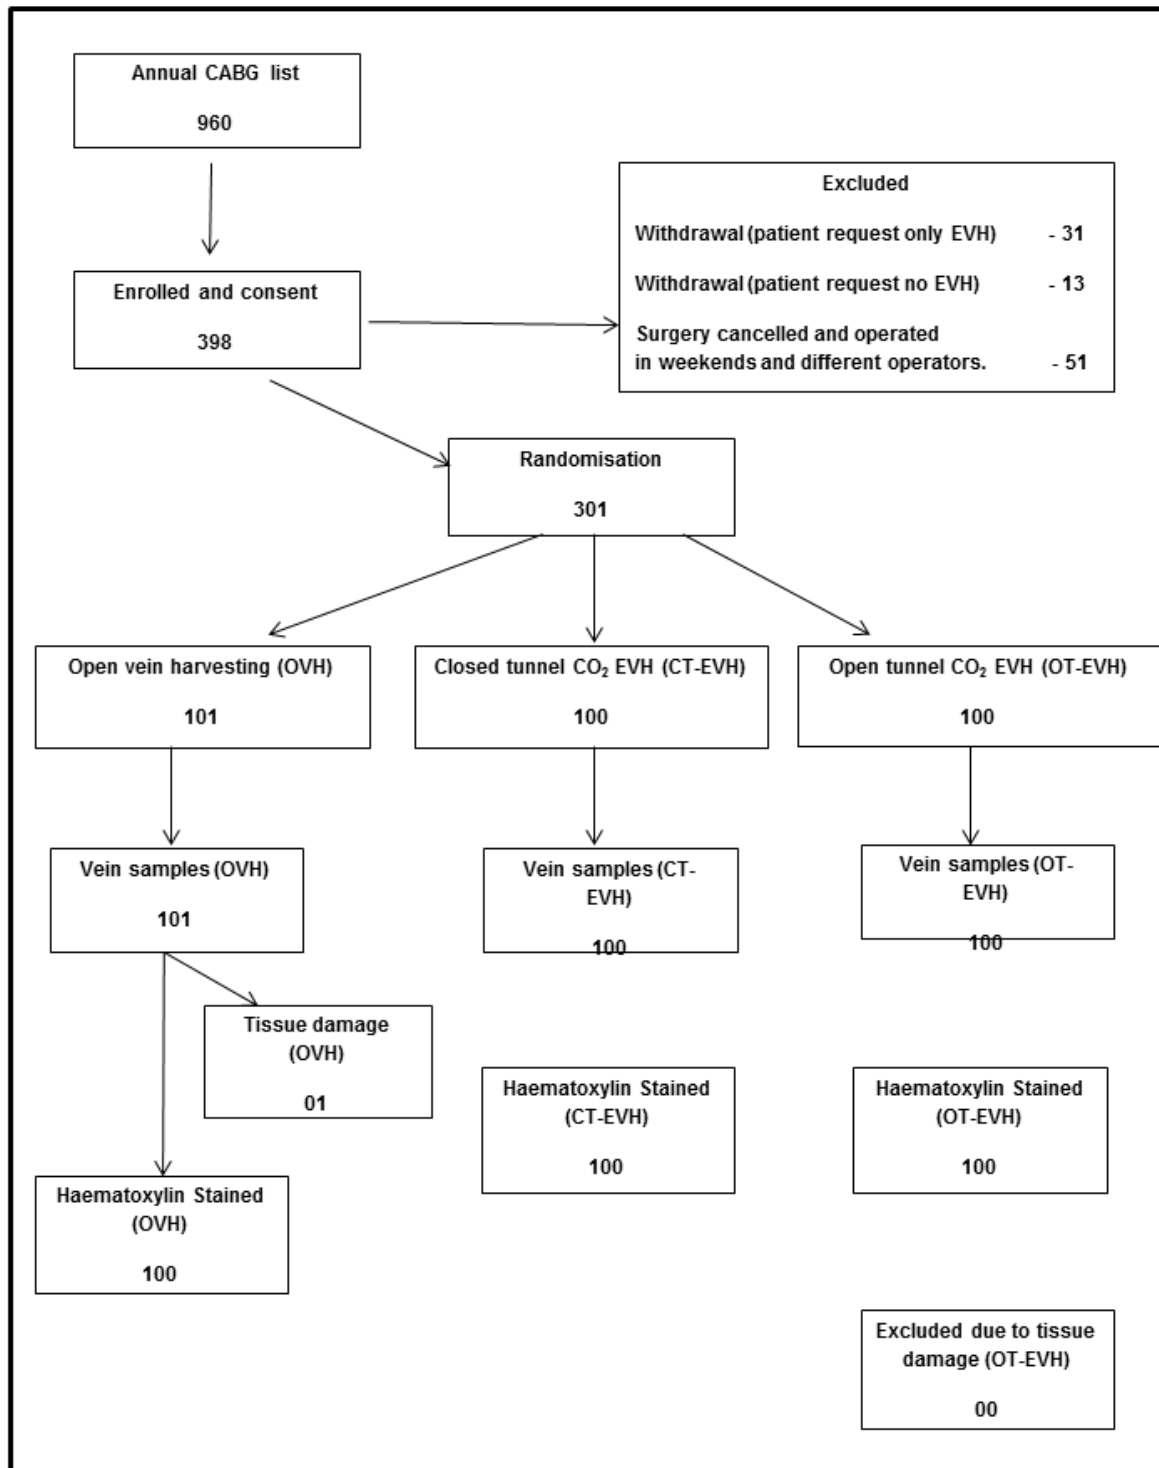 Annual CABG list
960
Excluded
Withdrawal (patient request only EVH) - 31
Withdrawal (patient request no EVH) - 13
Surgery cancelled and operated
in weekends and different operators. - 51
Enrolled and consent
398
Randomisation
301
Open vein harvesting (OVH)
101
Closed tunnel CO₂ EVH (CT-EVH)
100
Open tunnel CO₂ EVH (OT-EVH)
100
Vein samples (OVH)
101
Vein samples (CT-
EVH)
100
Vein samples (OT-
EVH)
100
Tissue damage
(OVH)
01
Haematoxylin Stained
(CT-EVH)
100
Haematoxylin Stained
(OT-EVH)
100
Haematoxylin Stained
(OVH)
100
Excluded due to tissue
damage (OT-EVH)
00